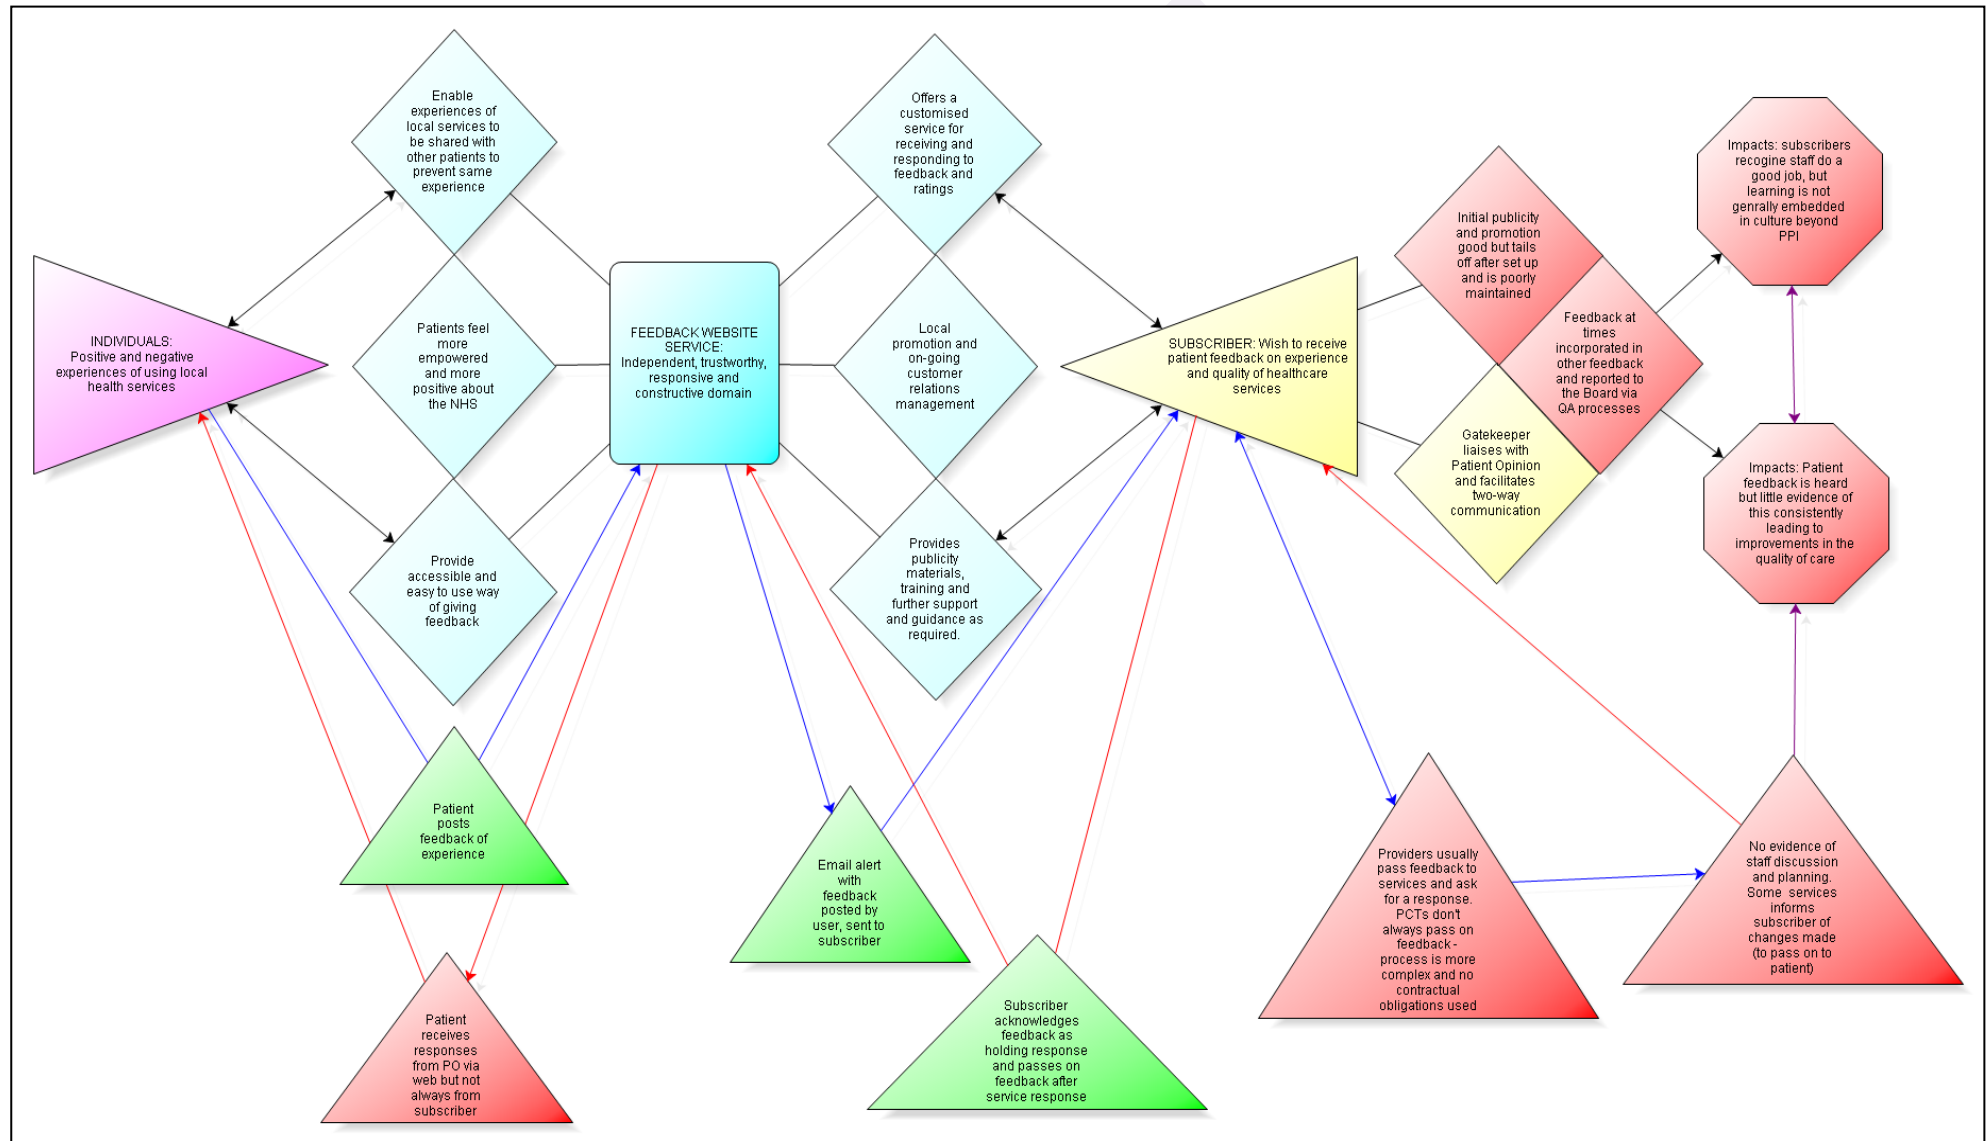 Enable
experiences of
local services to
be shared with
other patients to
prevent same
experience
Offers a
customised
service for
receiving and
responding to
feedback and
ratings
Impacts: subscribers
recogine staff do a
good job, but
learning is not
genrally embedded
in culture beyond
PPI
Initial publicity
and promotion
good but tails
off after set up
and is poorly
maintained
INDIVIDUALS:
Positive and negative
experiences of using local
health services
Patients feel
more
empowered
and more
positive about
the NHS
FEEDBACK WEBSITE
SERVICE:
Independent, trustworthy,
responsive and
constructive domain
Local
promotion and
on-going
customer
relations
management
SUBSCRIBER: Wish to receive
patient feedback on experience
and quality of healthcare
services
Feedback at
times
incorporated in
other feedback
and reported to
the Board via
QA processes
Gatekeeper
liaises with
Patient Opinion
and facilitates
two-way
communication
Impacts: Patient
feedback is heard
but little evidence of
this consistently
leading to
improvements in the
quality of care
Provide
accessible and
easy to use way
of giving
feedback
Provides
publicity
materials,
training and
further support
and guidance as
required.
Patient
posts
feedback of
experience
Email alert
with
feedback
posted by
user, sent to
subscriber
Providers usually
pass feedback to
services and ask
for a response.
PCTs don't
always pass on
feedback -
process is more
complex and no
contractual
obligations used
No evidence of
staff discussion
and planning.
Some services
informs
subscriber of
changes made
(to pass on to
patient)
Patient
receives
responses
from PO via
web but not
always from
subscriber
Subscriber
acknowledges
feedback as
holding response
and passes on
feedback after
service response